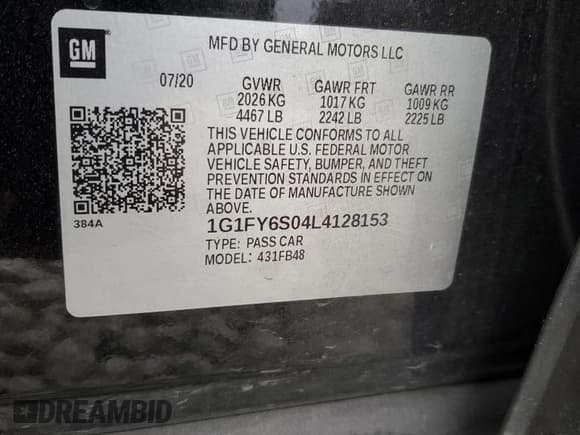 GM
MFD BY GENERAL MOTORS LLC
07/20 GVWR GAWR FRT GAWR RR
2026 KG 1017 KG 1009 KG
4467 LB 2242 LB 2225 LB
THIS VEHICLE CONFORMS TO ALL
APPLICABLE U.S. FEDERAL MOTOR
VEHICLE SAFETY, BUMPER, AND THEFT
PREVENTION STANDARDS IN EFFECT ON
THE DATE OF MANUFACTURE SHOWN
ABOVE.
384A
1G1FY6S04L4128153
TYPE: PASS CAR
MODEL: 431FB48
DREAMBID